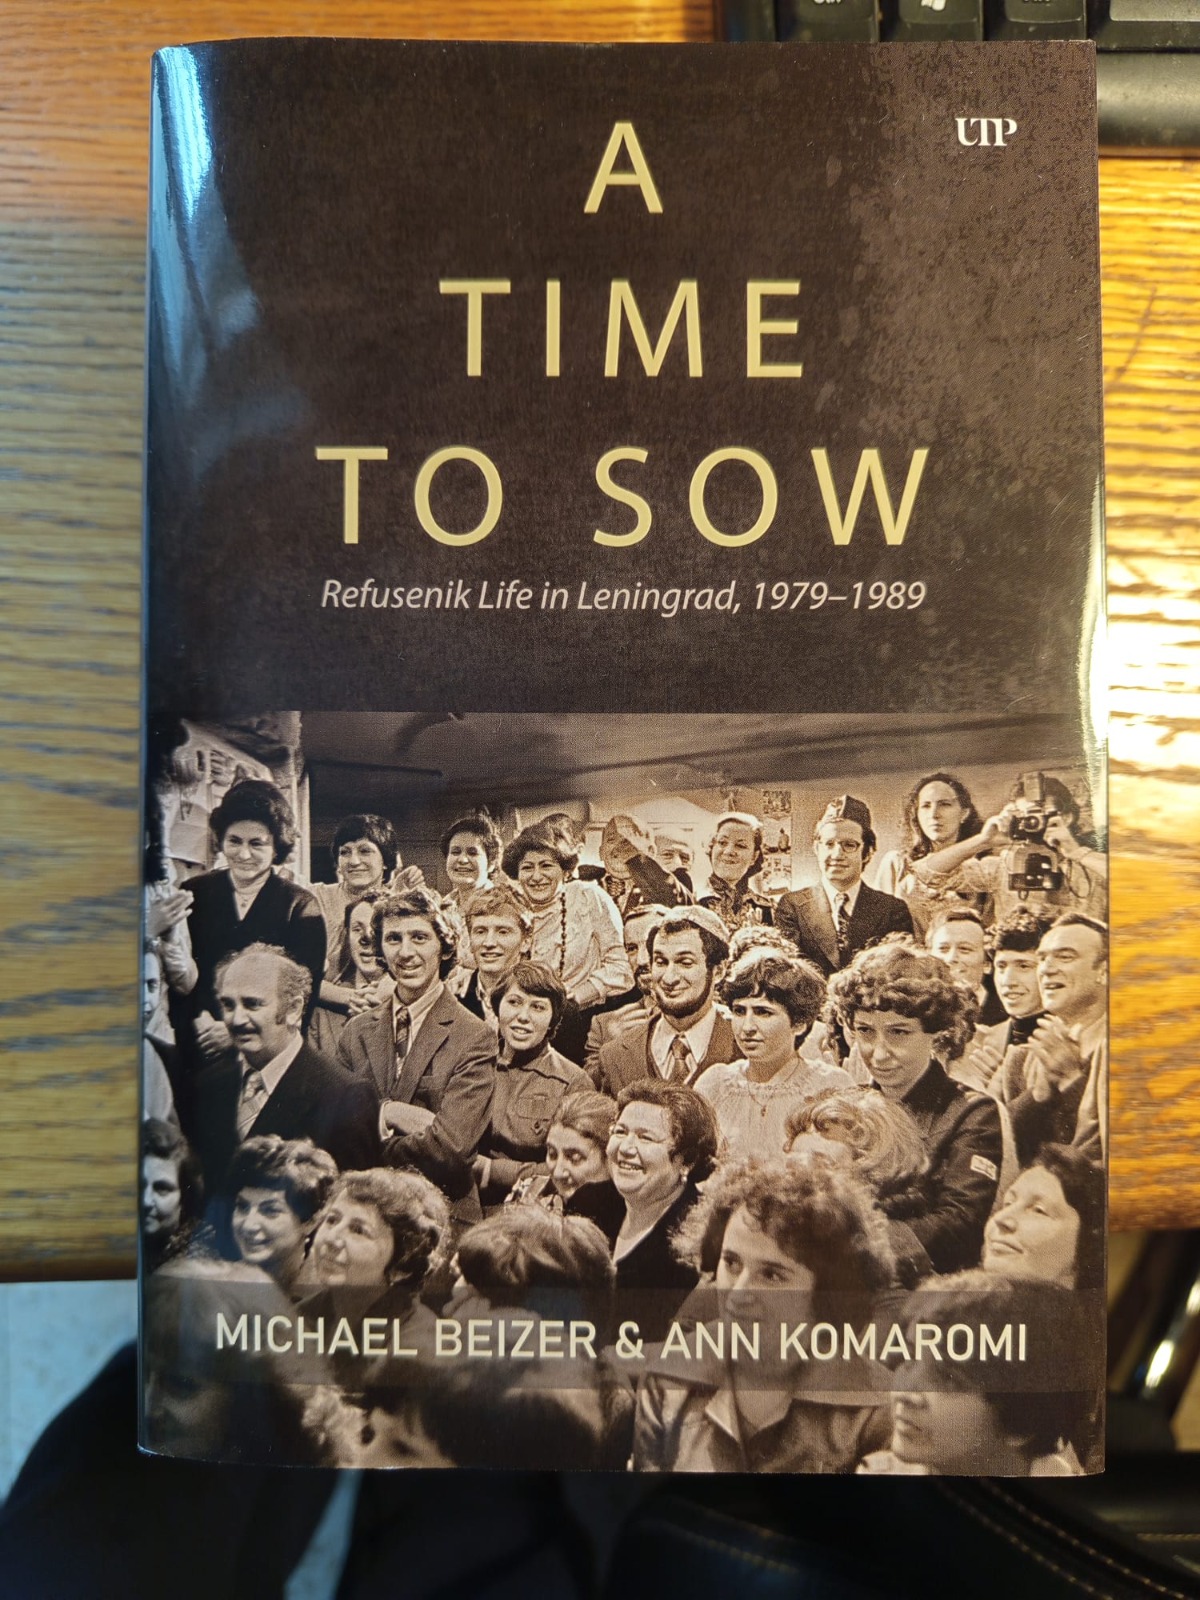 UTP
A
TIME
TO SOW
Refusenik Life in Leningrad, 1979–1989
MICHAEL BEIZER & ANN KOMAROMI